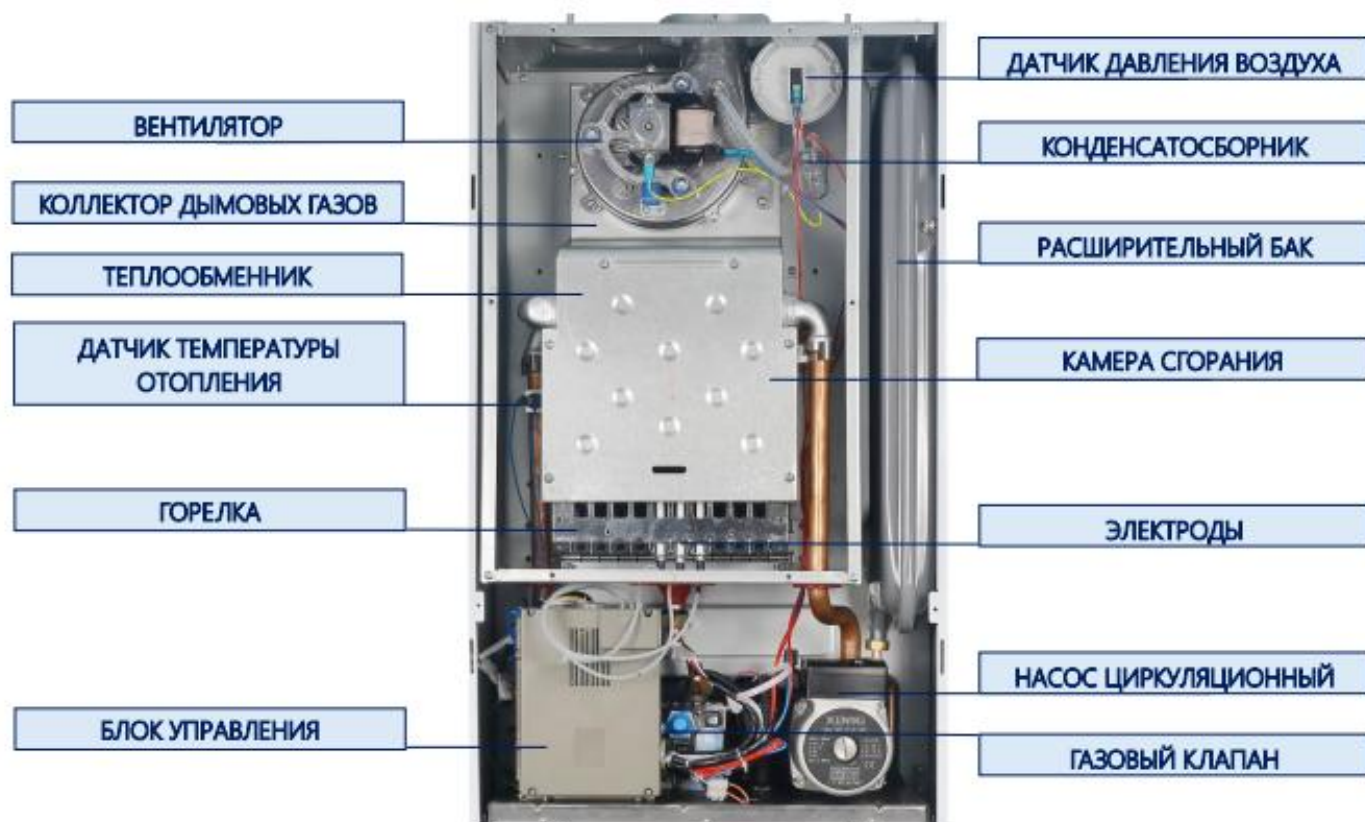 ВЕНТИЛЯТОР
КОЛЛЕКТОР ДЫМОВЫХ ГАЗОВ
ТЕПЛООБМЕННИК
ДАТЧИК ТЕМПЕРАТУРЫ
ОТОПЛЕНИЯ
ГОРЕЛКА
БЛОК УПРАВЛЕНИЯ
ДАТЧИК ДАВЛЕНИЯ ВОЗДУХА
КОНДЕНСАТОСБОРНИК
РАСШИРИТЕЛЬНЫЙ БАК
КАМЕРА СГОРАНИЯ
ЭЛЕКТРОДЫ
НАСОС ЦИРКУЛЯЦИОННЫЙ
ГАЗОВЫЙ КЛАПАН